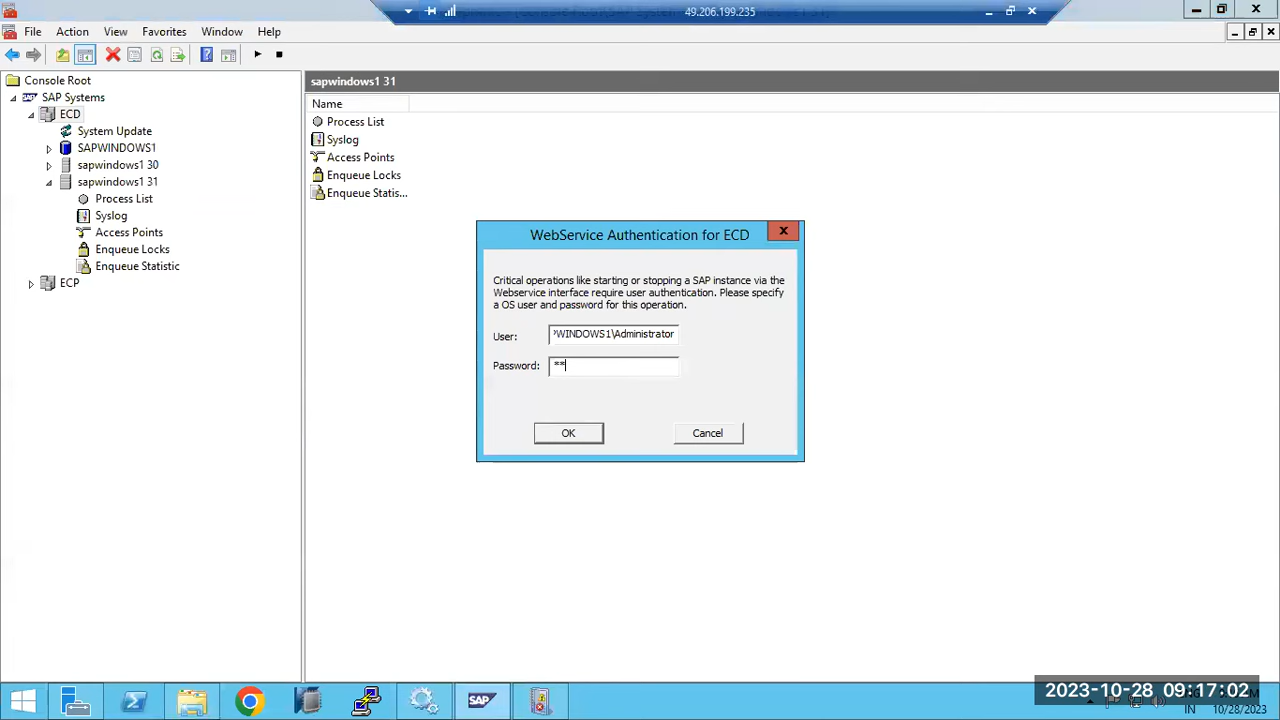 49.206.199.235
File Action View Favorites Window Help
Console Root
SAP Systems
ECD
System Update
SAPWINDOWS1
sapwindows1 30
sapwindows1 31
Process List
Syslog
Access Points
Enqueue Locks
Enqueue Statistic
ECP
sapwindows1 31
Name
Process List
Syslog
Access Points
Enqueue Locks
Enqueue Statis...
WebService Authentication for ECD
Critical operations like starting or stopping a SAP instance via the
Webservice interface require user authentication. Please specify
a OS user and password for this operation.
User: WINDOWS1\Administrator
Password: **
OK Cancel
SAP
2023-10-28 09:17:02
IN 10/28/2023